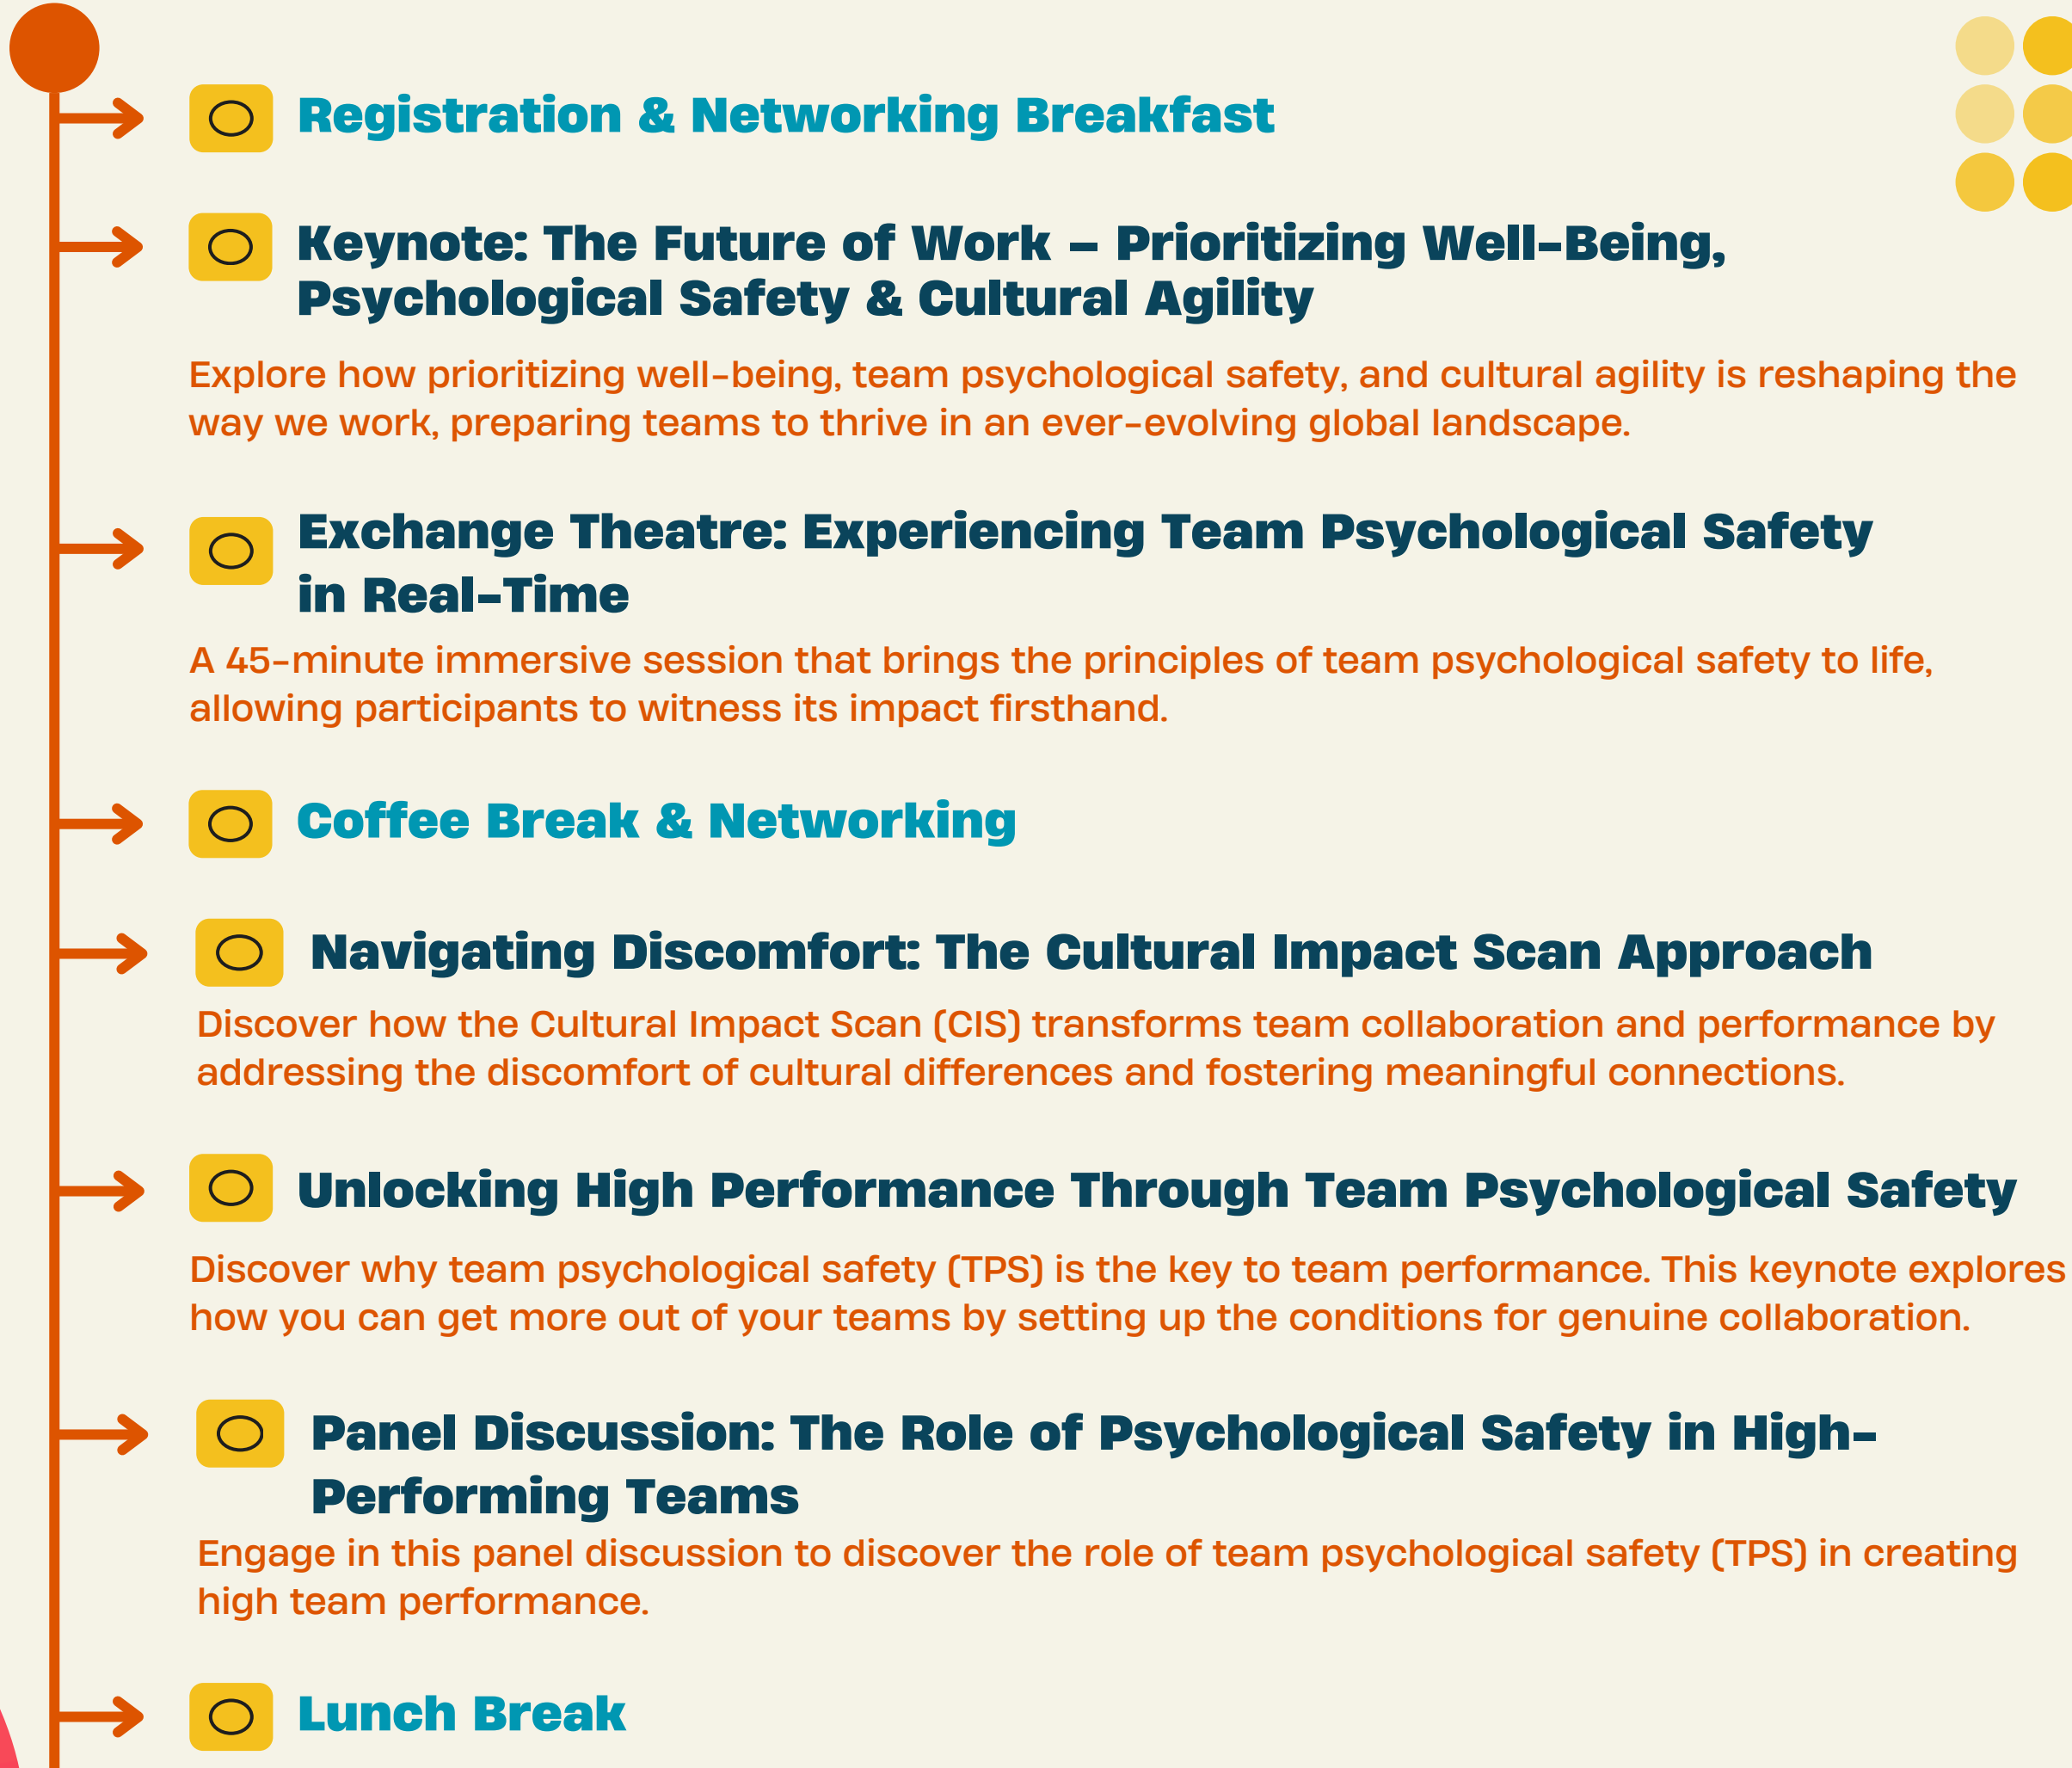 Registration & Networking Breakfast
Keynote: The Future of Work – Prioritizing Well-Being,
Psychological Safety & Cultural Agility
Explore how prioritizing well-being, team psychological safety, and cultural agility is reshaping the
way we work, preparing teams to thrive in an ever-evolving global landscape.
Exchange Theatre: Experiencing Team Psychological Safety
in Real-Time
A 45-minute immersive session that brings the principles of team psychological safety to life,
allowing participants to witness its impact firsthand.
Coffee Break & Networking
Navigating Discomfort: The Cultural Impact Scan Approach
Discover how the Cultural Impact Scan (CIS) transforms team collaboration and performance by
addressing the discomfort of cultural differences and fostering meaningful connections.
Unlocking High Performance Through Team Psychological Safety
Discover why team psychological safety (TPS) is the key to team performance. This keynote explores
how you can get more out of your teams by setting up the conditions for genuine collaboration.
Panel Discussion: The Role of Psychological Safety in High-
Performing Teams
Engage in this panel discussion to discover the role of team psychological safety (TPS) in creating
high team performance.
Lunch Break